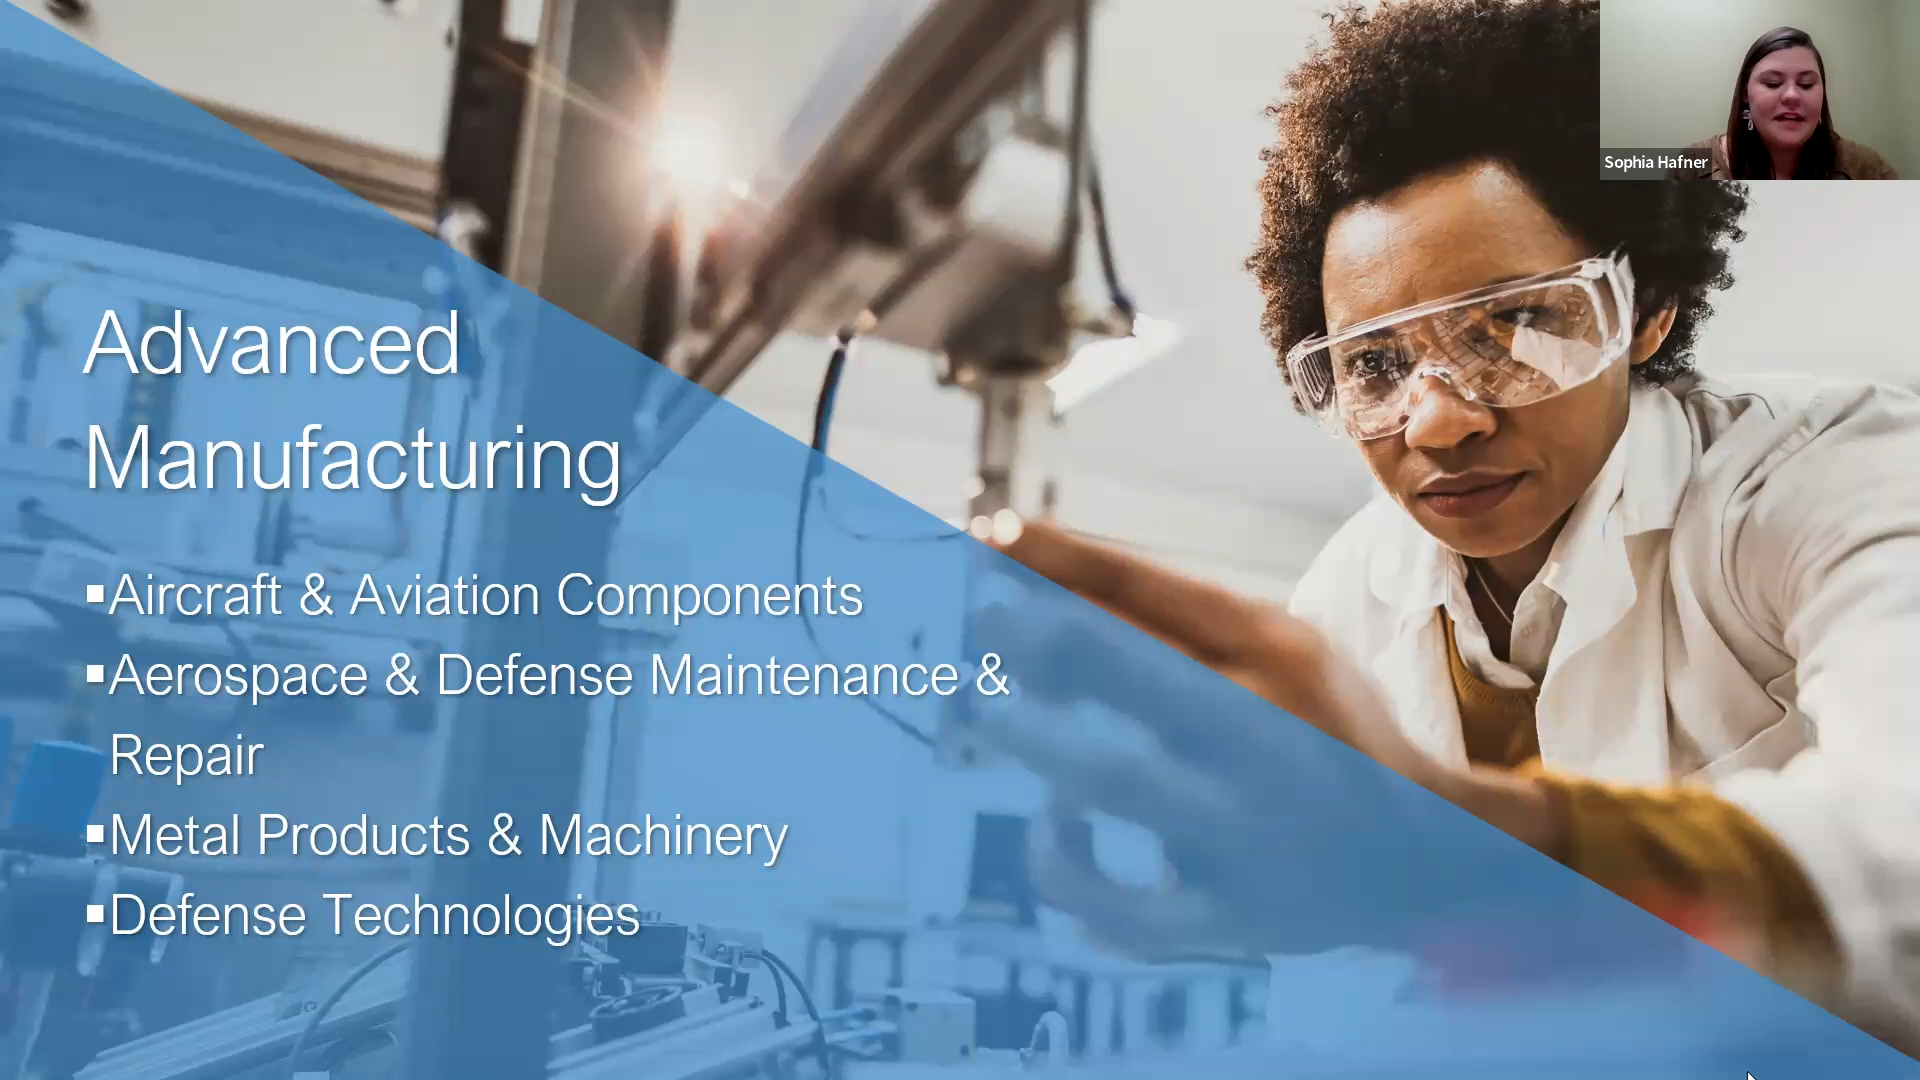 Sophia Hafner
Advanced
Manufacturing
▪Aircraft & Aviation Components
▪Aerospace & Defense Maintenance &
Repair
▪Metal Products & Machinery
▪Defense Technologies